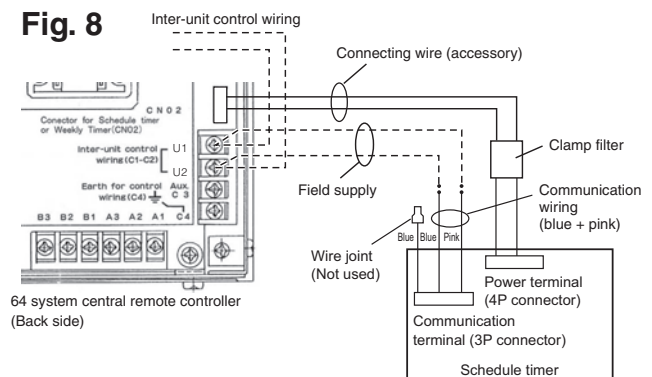 Fig. 8
Inter-unit control wiring
Connecting wire (accessory)
CN02
Conector for Schedule timer
or Weekly Timer(CN02)
Inter-unit control
wiring (C1-C2)
U1
U2
Earth for control
wiring (C4)
Aux.
C 3
C4
B3 B2 B1 A3 A2 A1
Clamp filter
Field supply
Communication
wiring
(blue + pink)
Wire joint
(Not used)
Blue
Blue
Pink
64 system central remote controller
(Back side)
Power terminal
(4P connector)
Communication
terminal (3P connector)
Schedule timer